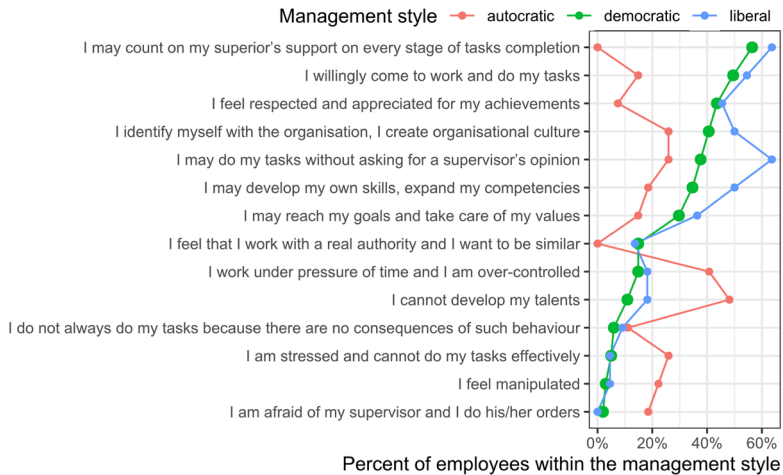 Management style autocratic democratic liberal
I may count on my superior's support on every stage of tasks completion
I willingly come to work and do my tasks
I feel respected and appreciated for my achievements
I identify myself with the organisation, I create organisational culture
I may do my tasks without asking for a supervisor's opinion
I may develop my own skills, expand my competencies
I may reach my goals and take care of my values
I feel that I work with a real authority and I want to be similar
I work under pressure of time and I am over-controlled
I cannot develop my talents
I do not always do my tasks because there are no consequences of such behaviour
I am stressed and cannot do my tasks effectively
I feel manipulated
I am afraid of my supervisor and I do his/her orders
0% 20% 40% 60%
Percent of employees within the management style